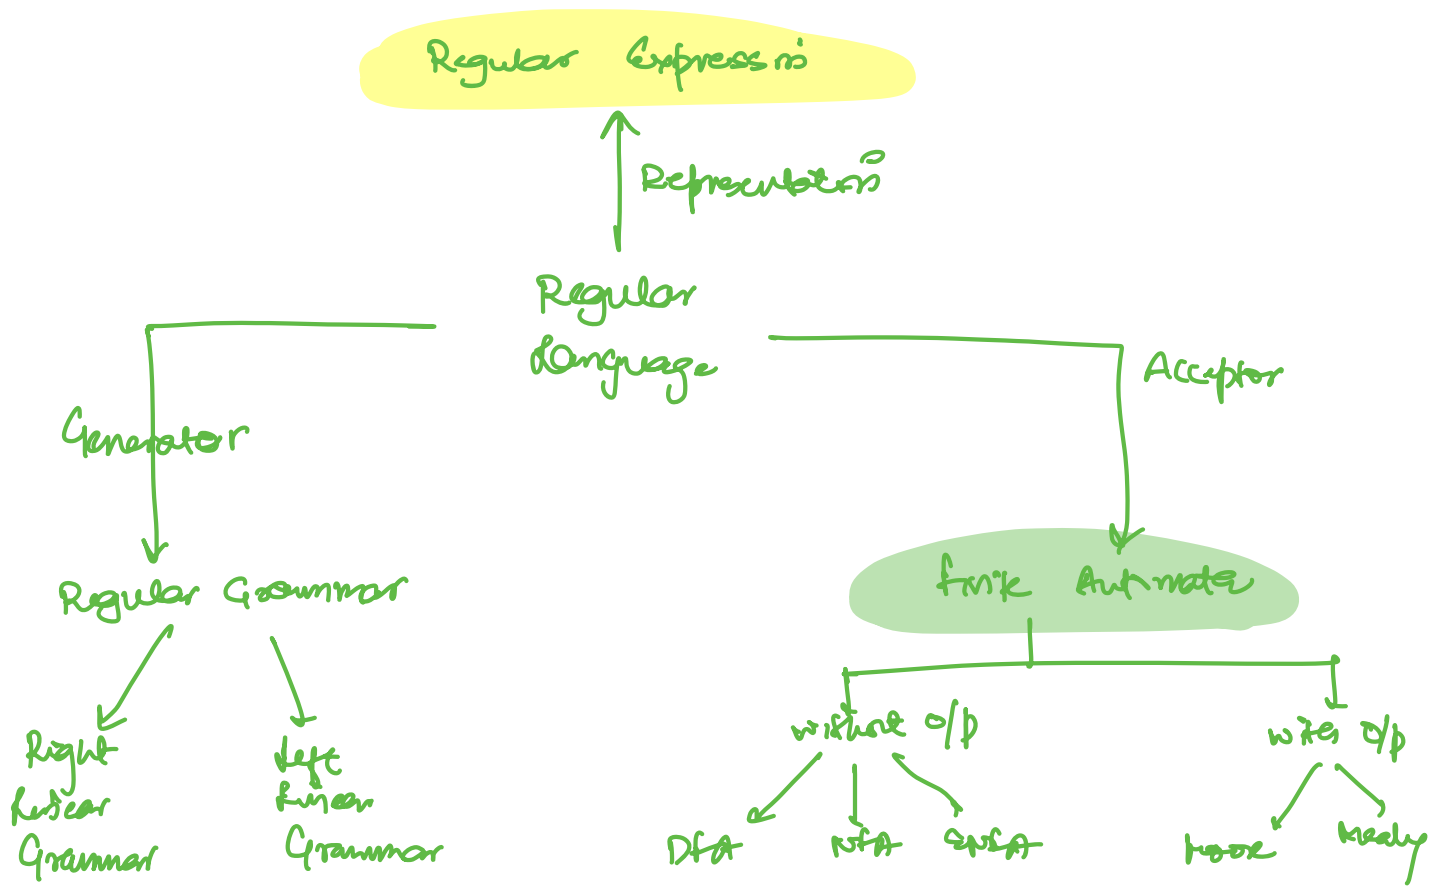 Regular Expression
Representation
Regular
Language
Acceptor
Generator
Finite Automata
Regular Grammar
without o/p
with o/p
Right
Linear
Grammar
Left
Linear
Grammar
DFA
NFA
ε-NFA
Moore
Mealy